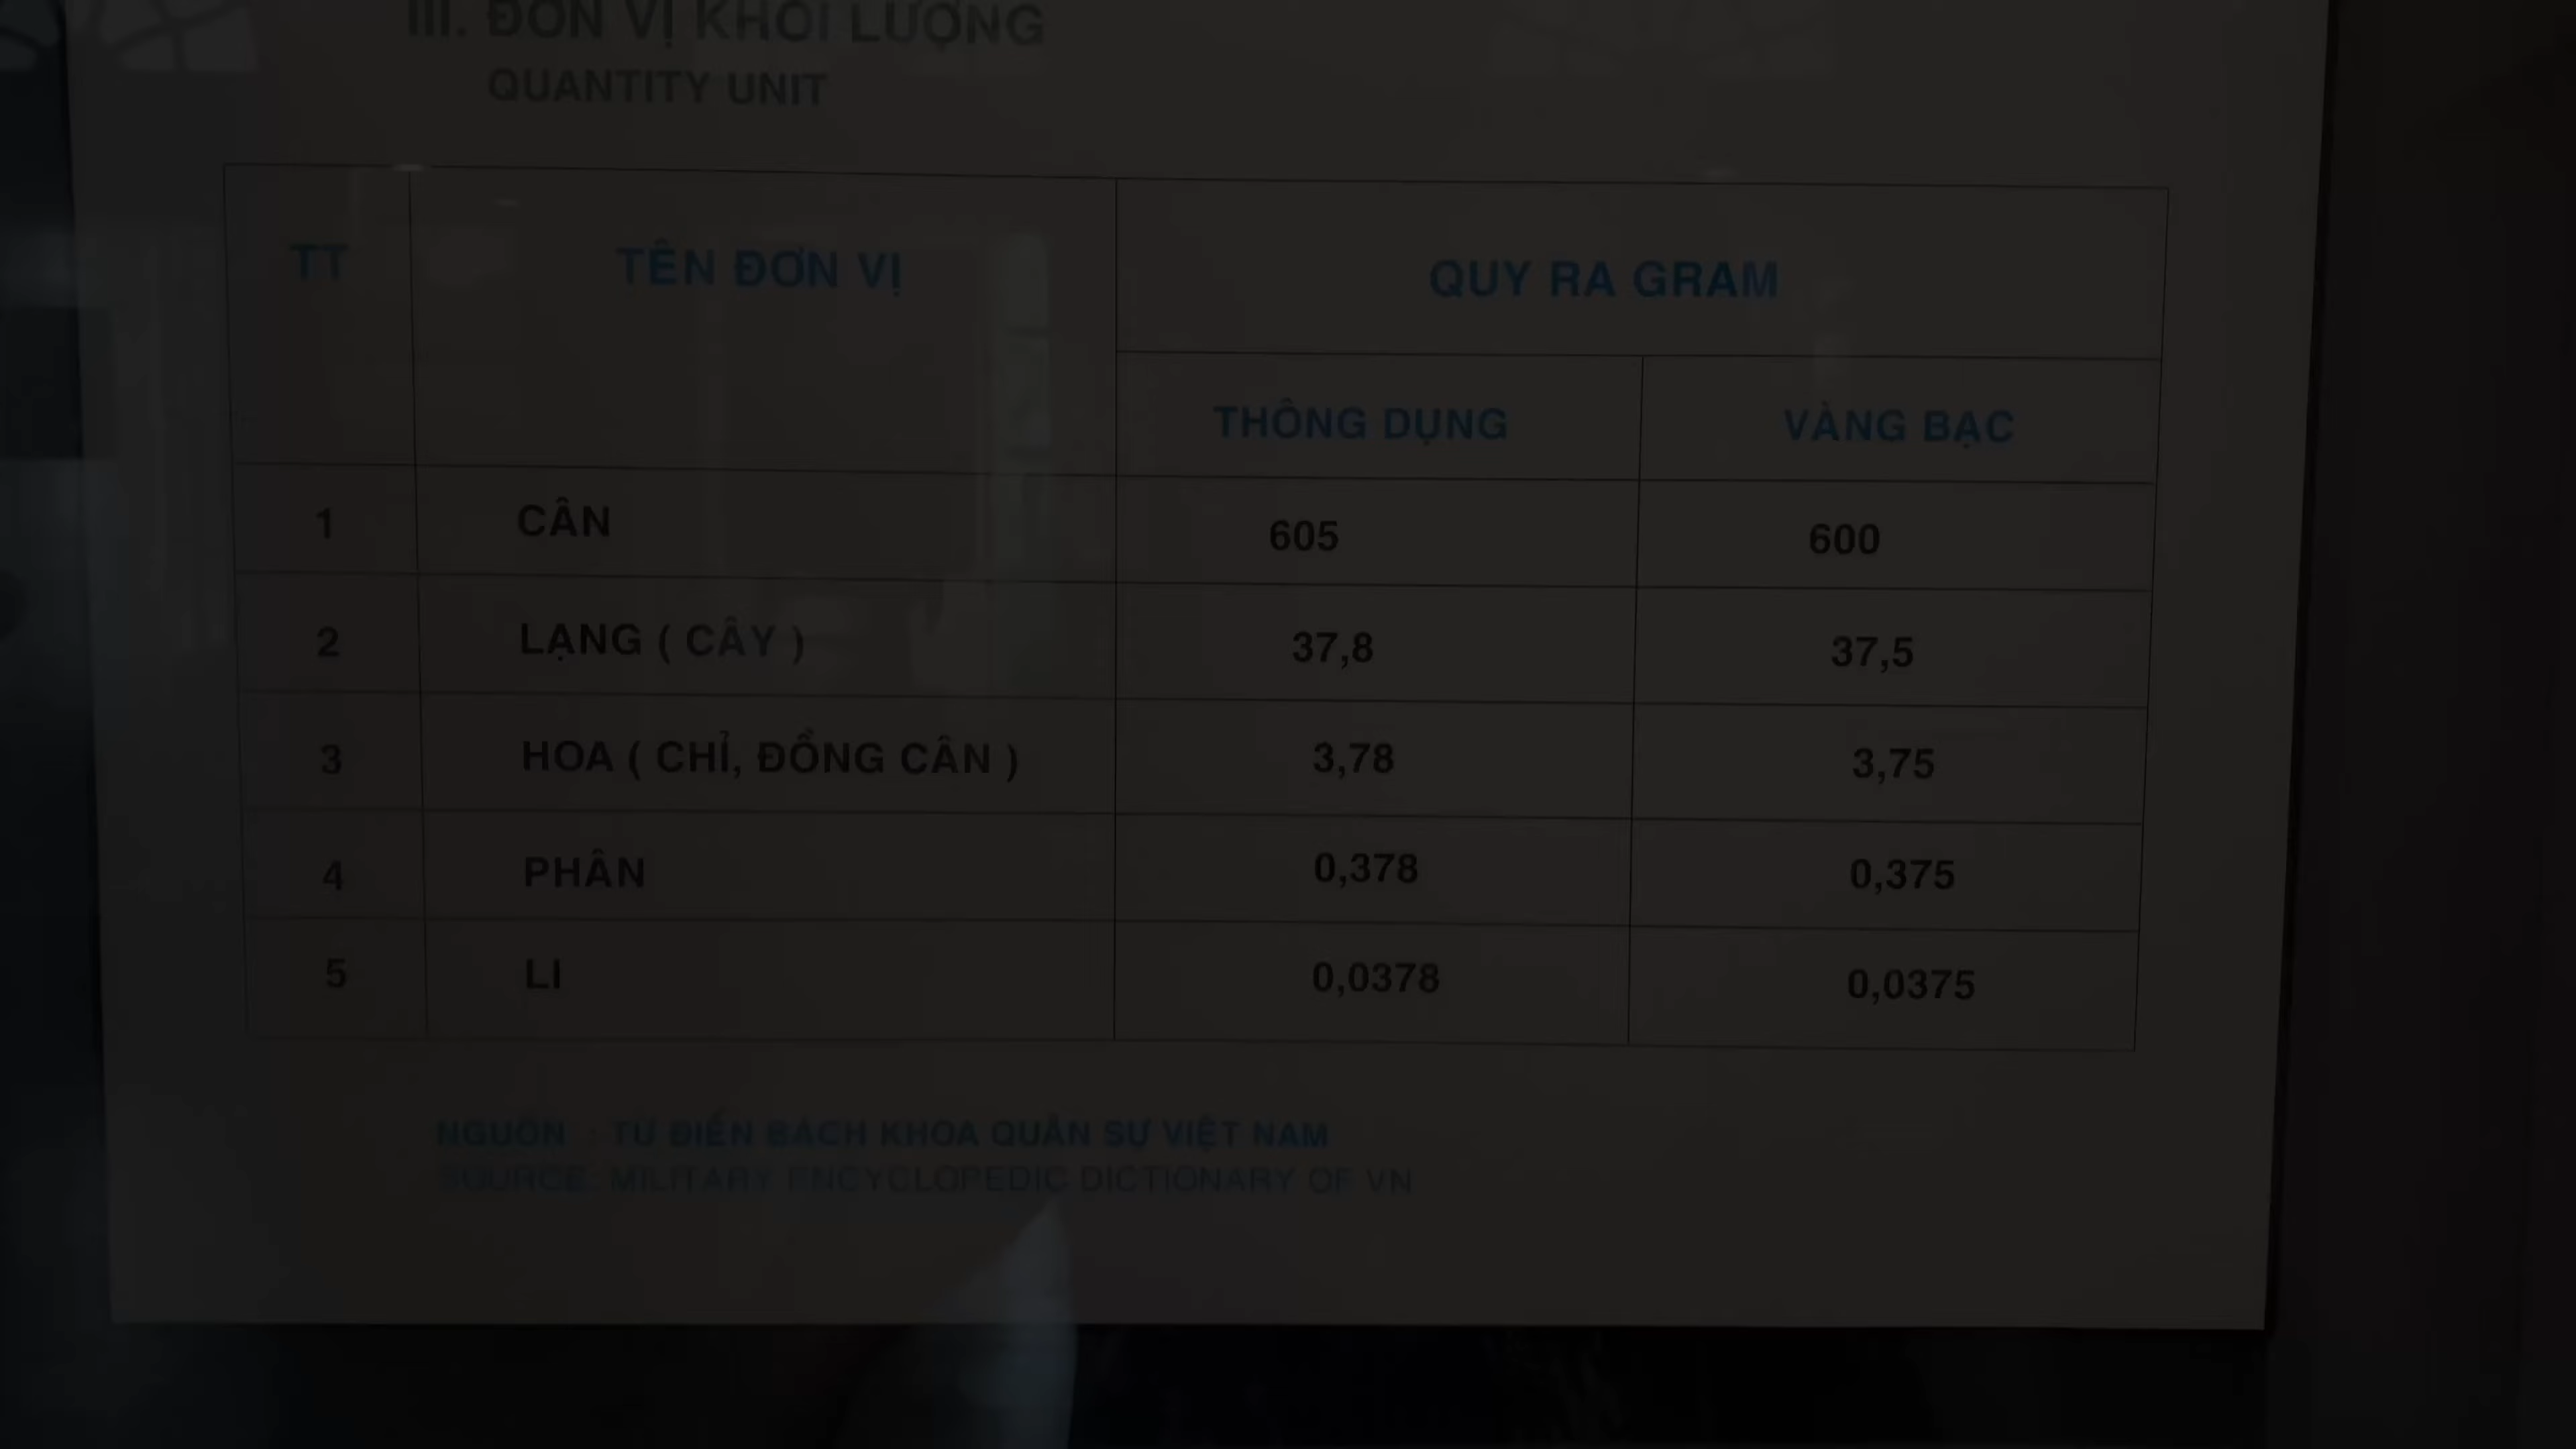 III. ĐƠN VỊ KHỐI LƯỢNG
QUANTITY UNIT
TT TÊN ĐƠN VỊ QUY RA GRAM
THÔNG DỤNG VÀNG BẠC
1 CÂN 605 600
2 LẠNG ( CÂY ) 37,8 37,5
3 HOA ( CHỈ, ĐỒNG CÂN ) 3,78 3,75
4 PHÂN 0,378 0,375
5 LI 0,0378 0,0375
NGUỒN : TỪ ĐIỂN BÁCH KHOA QUÂN SỰ VIỆT NAM
SOURCE: MILITARY ENCYCLOPEDIC DICTIONARY OF VN